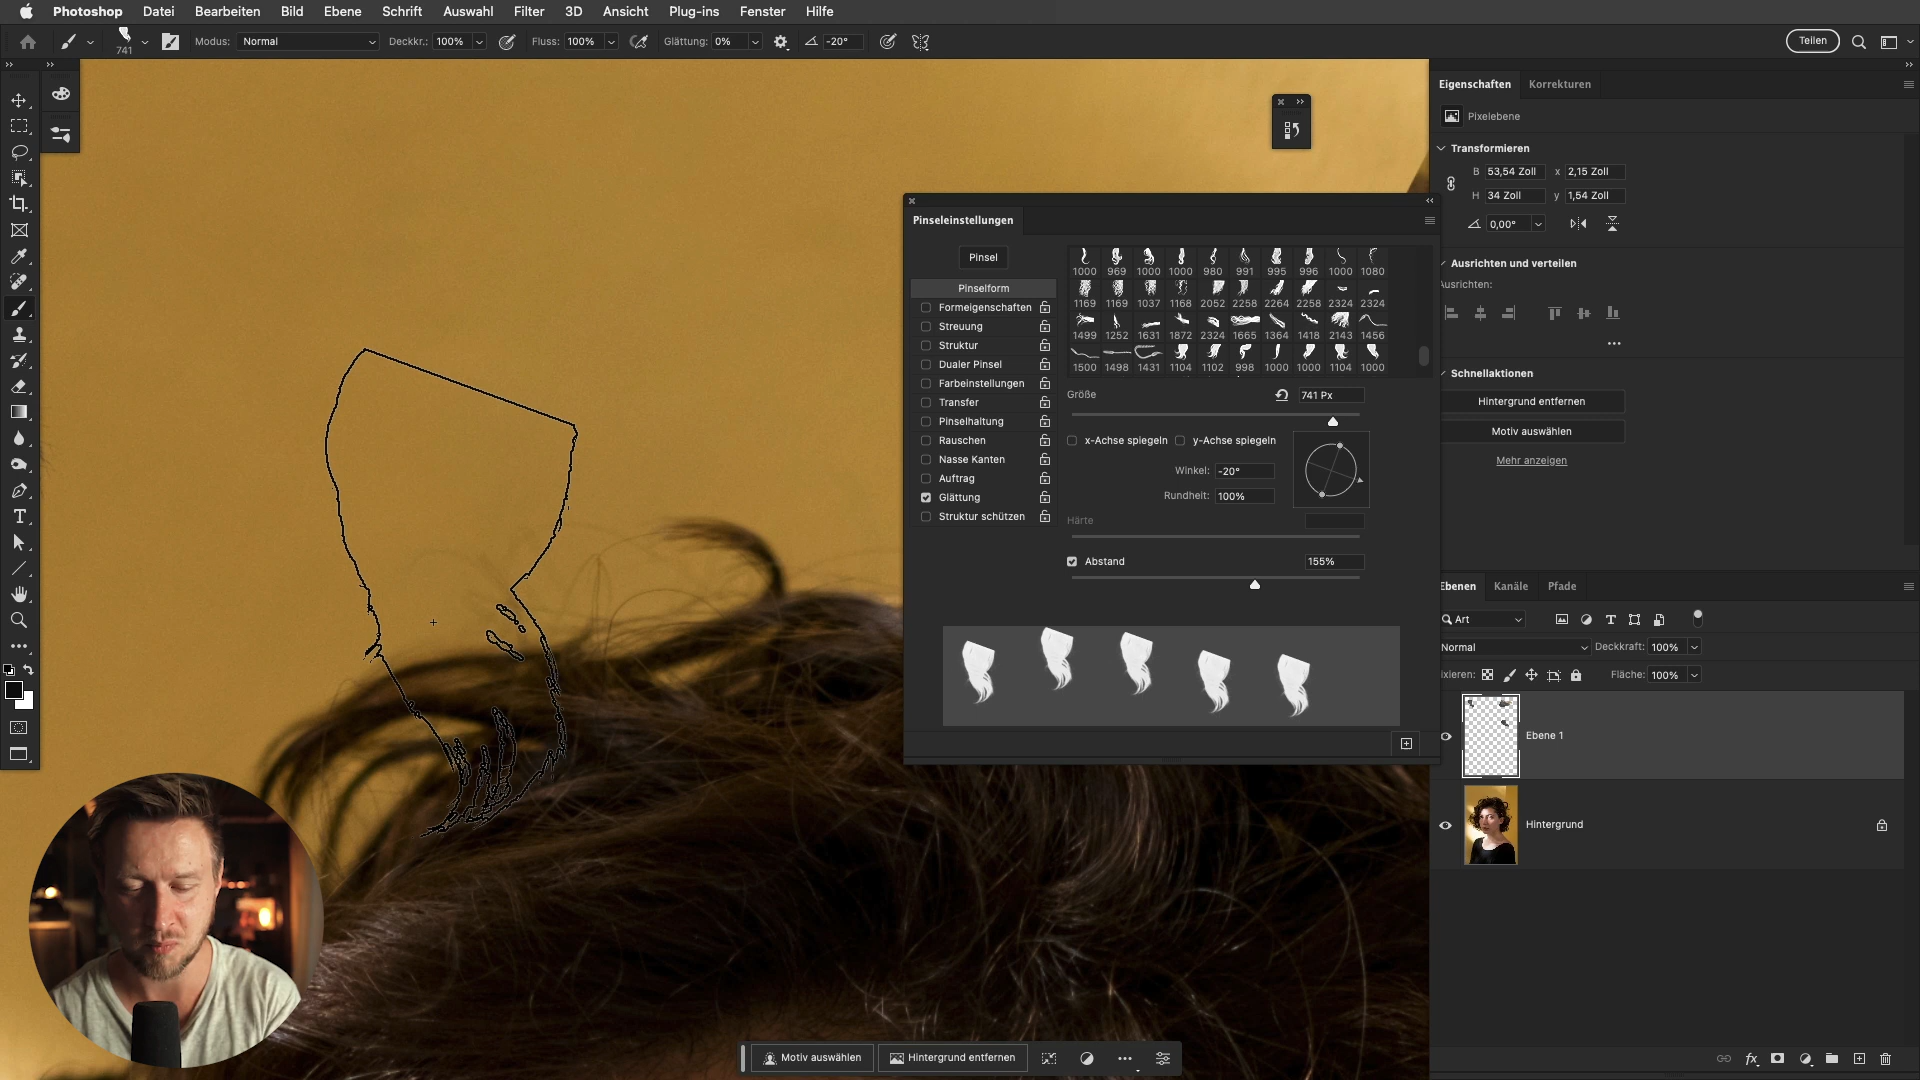 Photoshop Datei Bearbeiten Bild Ebene Schrift Auswahl Filter 3D Ansicht Plug-ins Fenster Hilfe
741 Modus: Normal Deckkr.: 100% Fluss: 100% Glättung: 0% -20° Teilen
Eigenschaften Korrekturen
Pixelebene
Transformieren
B 53,54 Zoll x 2,15 Zoll
H 34 Zoll y 1,54 Zoll
0,00°
Ausrichten und verteilen
Ausrichten:
Schnellaktionen
Hintergrund entfernen
Motiv auswählen
Mehr anzeigen
Pinseleinstellungen
Pinsel
Pinselform
Formeigenschaften
Streuung
Struktur
Dualer Pinsel
Farbeinstellungen
Transfer
Pinselhaltung
Rauschen
Nasse Kanten
Auftrag
Glättung
Struktur schützen
1000 969 1000 1000 980 991 995 996 1000 1080
1169 1169 1037 1168 2052 2258 2264 2258 2324 2324
1499 1252 1631 1872 2324 1665 1364 1418 2143 1456
1500 1498 1431 1104 1102 998 1000 1000 1104 1000
Größe 741 Px
x-Achse spiegeln y-Achse spiegeln
Winkel: -20°
Rundheit: 100%
Härte
Abstand 155%
Ebenen Kanäle Pfade
Art
Normal Deckkraft: 100%
ixieren: Fläche: 100%
Ebene 1
Hintergrund
Motiv auswählen Hintergrund entfernen
fx